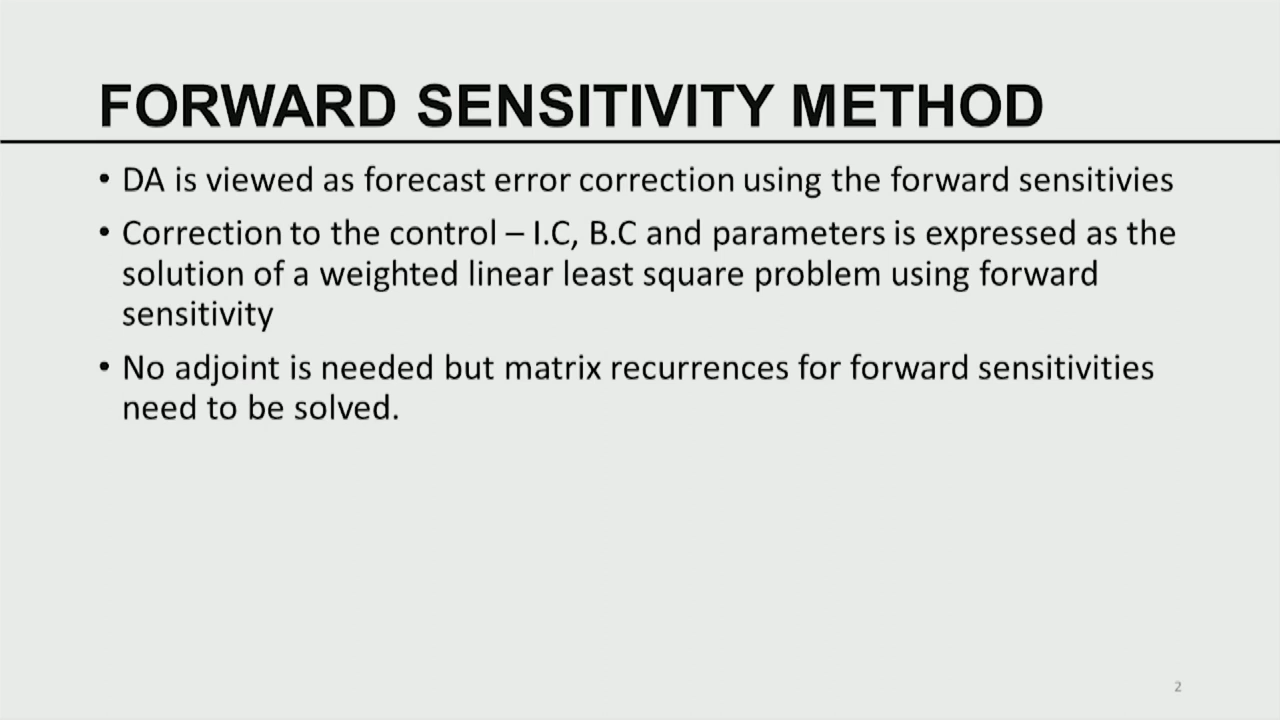 FORWARD SENSITIVITY METHOD
• DA is viewed as forecast error correction using the forward sensitivies
• Correction to the control – I.C, B.C and parameters is expressed as the
solution of a weighted linear least square problem using forward
sensitivity
• No adjoint is needed but matrix recurrences for forward sensitivities
need to be solved.
2